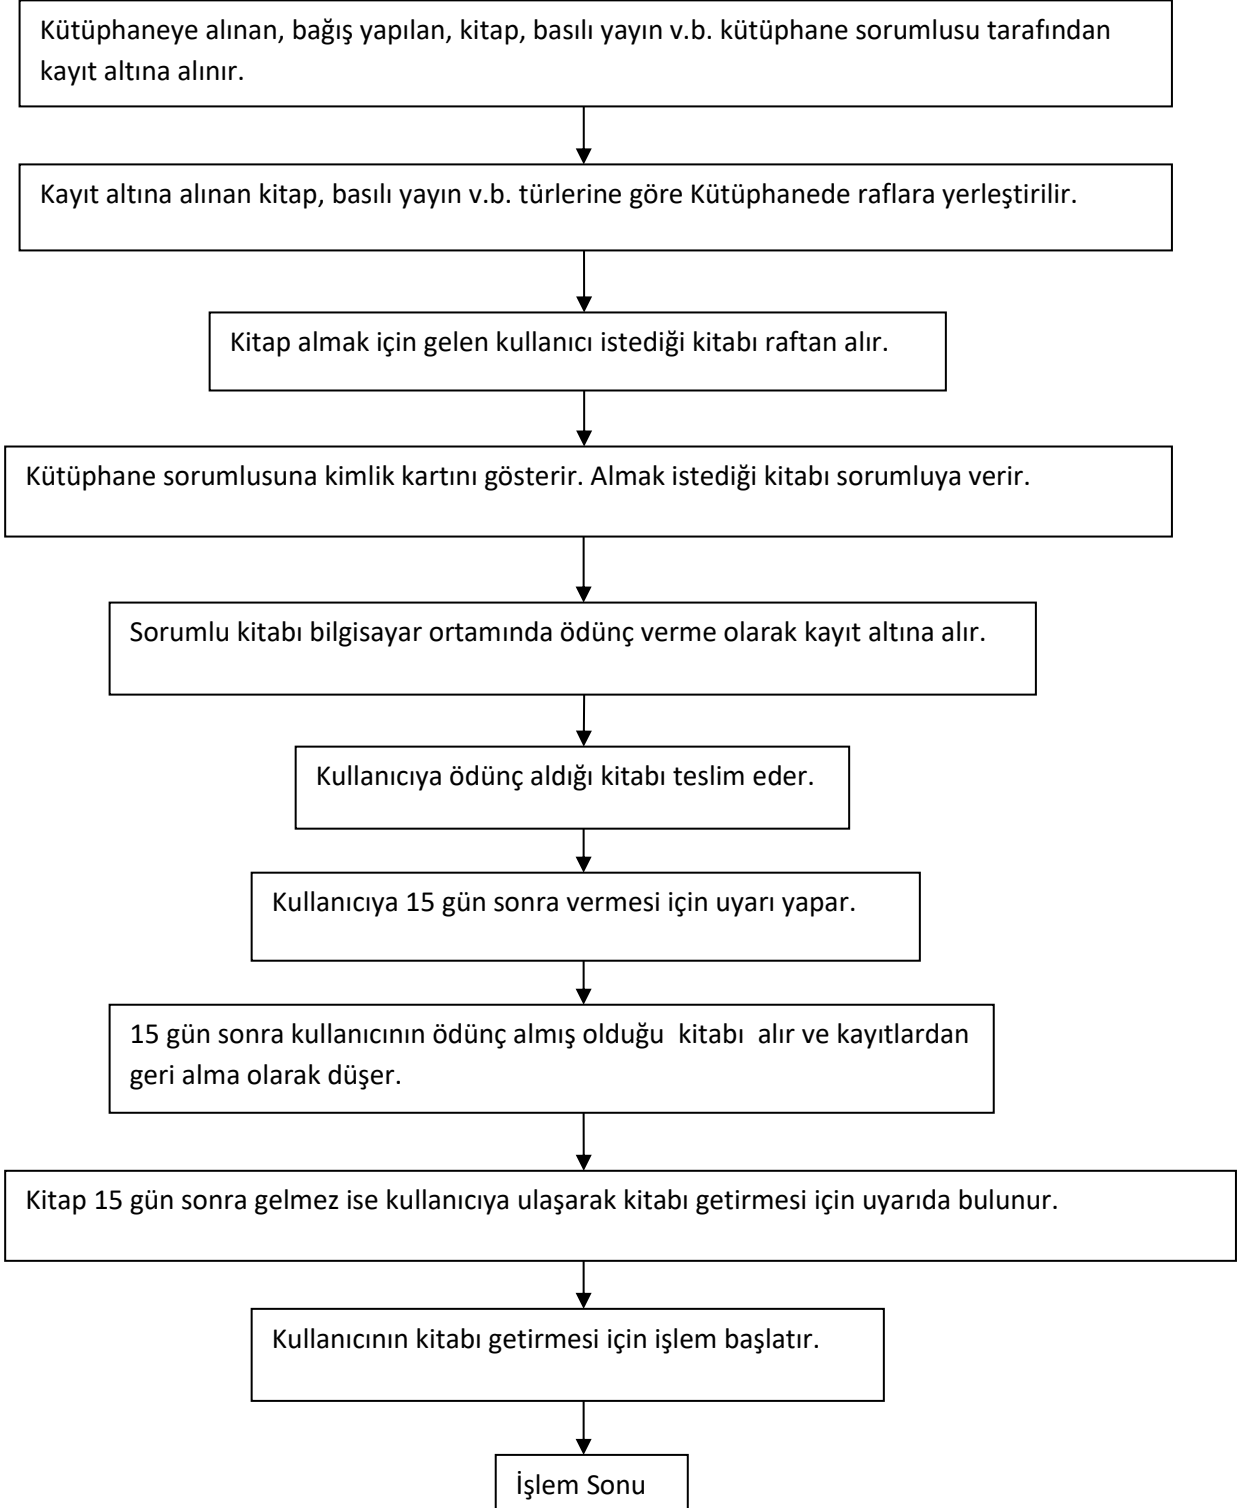 Kütüphaneye alınan, bağış yapılan, kitap, basılı yayın v.b. kütüphane sorumlusu tarafından
kayıt altına alınır.
Kayıt altına alınan kitap, basılı yayın v.b. türlerine göre Kütüphanede raflara yerleştirilir.
Kitap almak için gelen kullanıcı istediği kitabı raftan alır.
Kütüphane sorumlusuna kimlik kartını gösterir. Almak istediği kitabı sorumluya verir.
Sorumlu kitabı bilgisayar ortamında ödünç verme olarak kayıt altına alır.
Kullanıcıya ödünç aldığı kitabı teslim eder.
Kullanıcıya 15 gün sonra vermesi için uyarı yapar.
15 gün sonra kullanıcının ödünç almış olduğu  kitabı  alır ve kayıtlardan
geri alma olarak düşer.
Kitap 15 gün sonra gelmez ise kullanıcıya ulaşarak kitabı getirmesi için uyarıda bulunur.
Kullanıcının kitabı getirmesi için işlem başlatır.
İşlem Sonu